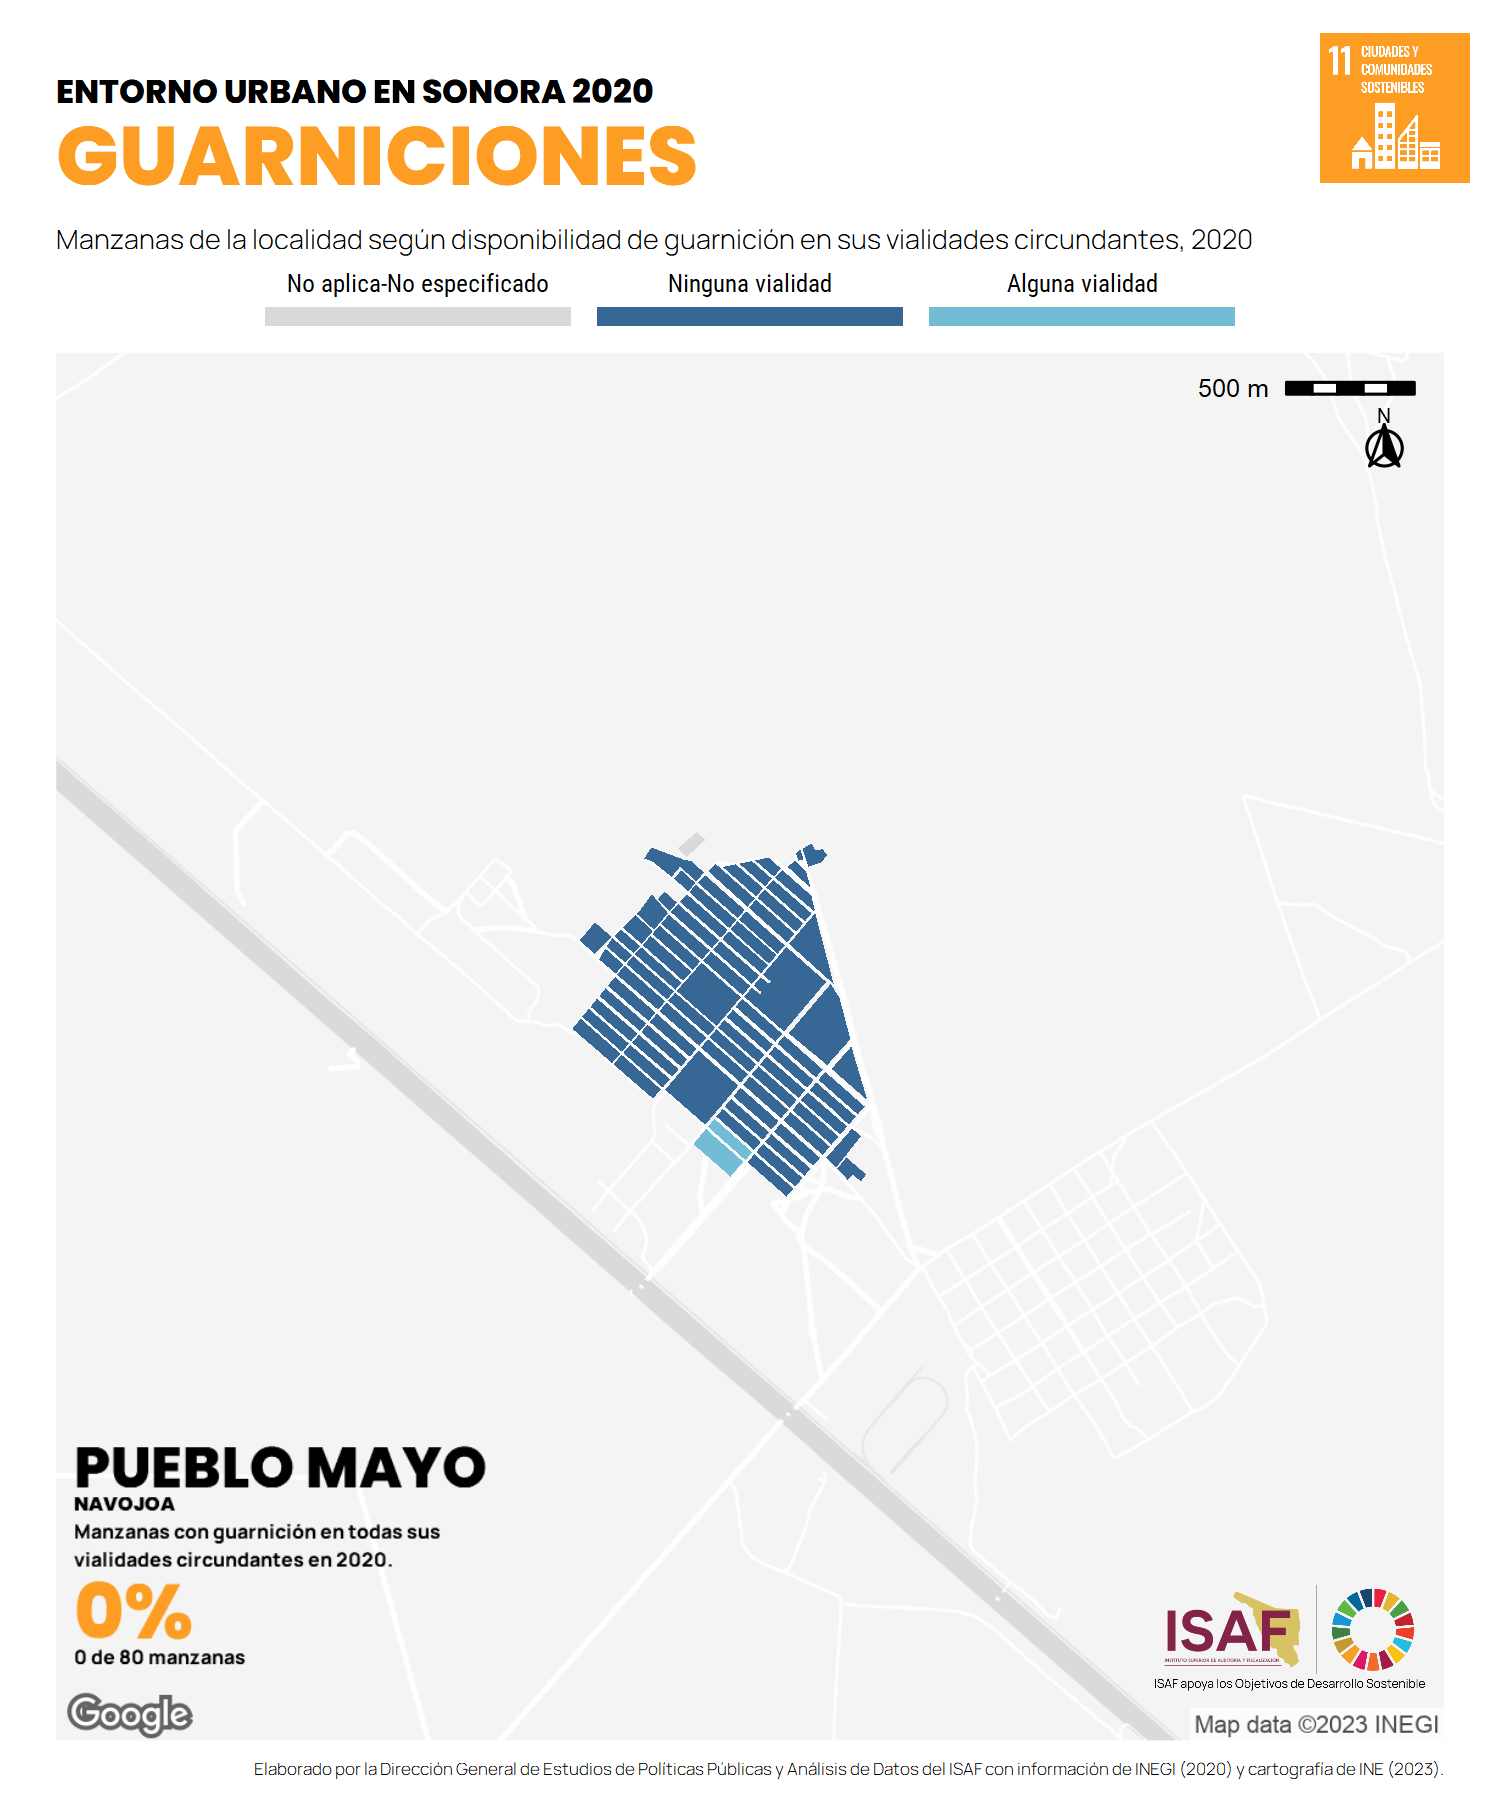 ENTORNO URBANO EN SONORA 2020
GUARNICIONES
11 CIUDADES Y
COMUNIDADES
SOSTENIBLES
Manzanas de la localidad según disponibilidad de guarnición en sus vialidades circundantes, 2020
No aplica-No especificado
Ninguna vialidad
Alguna vialidad
500 m
N
PUEBLO MAYO
NAVOJOA
Manzanas con guarnición en todas sus
vialidades circundantes en 2020.
0%
0 de 80 manzanas
Google
ISAF
INSTITUTO SUPERIOR DE AUDITORÍA Y FISCALIZACIÓN
ISAF apoya los Objetivos de Desarrollo Sostenible
Map data ©2023 INEGI
Elaborado por la Dirección General de Estudios de Políticas Públicas y Análisis de Datos del ISAF con información de INEGI (2020) y cartografía de INE (2023).